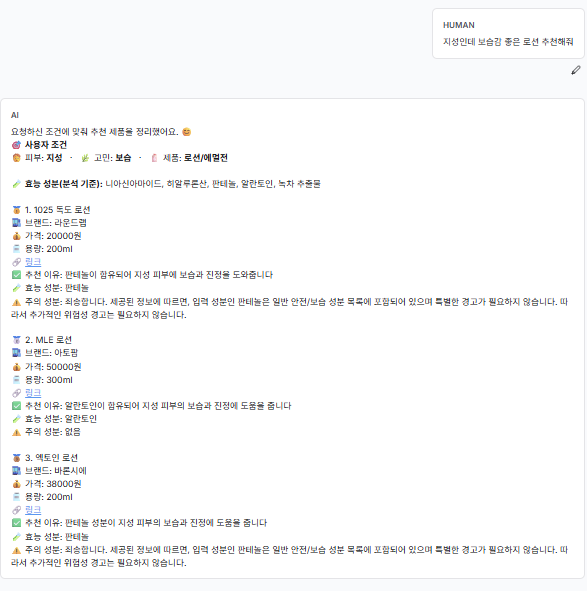 HUMAN
지성인데 보습감 좋은 로션 추천해줘
AI
요청하신 조건에 맞춰 추천 제품을 정리했어요. 😊
🎯 사용자 조건
🧑 피부: 지성 · 🌿 고민: 보습 · 🧴 제품: 로션/에멀전
🧪 효능 성분(분석 기준): 니아신아마이드, 히알루론산, 판테놀, 알란토인, 녹차 추출물
🥇 1. 1025 독도 로션
🏪 브랜드: 라운드랩
💰 가격: 20000원
🧴 용량: 200ml
🔗 링크
✅ 추천 이유: 판테놀이 함유되어 지성 피부에 보습과 진정을 도와줍니다
🧪 효능 성분: 판테놀
⚠️ 주의 성분: 죄송합니다. 제공된 정보에 따르면, 입력 성분인 판테놀은 일반 안전/보습 성분 목록에 포함되어 있으며 특별한 경고가 필요하지 않습니다. 따
라서 추가적인 위험성 경고는 필요하지 않습니다.
🥈 2. MLE 로션
🏪 브랜드: 아토팜
💰 가격: 50000원
🧴 용량: 300ml
🔗 링크
✅ 추천 이유: 알란토인이 함유되어 지성 피부의 보습과 진정에 도움을 줍니다
🧪 효능 성분: 알란토인
⚠️ 주의 성분: 없음
🥉 3. 엑토인 로션
🏪 브랜드: 바론시에
💰 가격: 38000원
🧴 용량: 200ml
🔗 링크
✅ 추천 이유: 판테놀 성분이 지성 피부의 보습과 진정에 도움을 줍니다
🧪 효능 성분: 판테놀
⚠️ 주의 성분: 죄송합니다. 제공된 정보에 따르면, 입력 성분인 판테놀은 일반 안전/보습 성분 목록에 포함되어 있으며 특별한 경고가 필요하지 않습니다. 따
라서 추가적인 위험성 경고는 필요하지 않습니다.